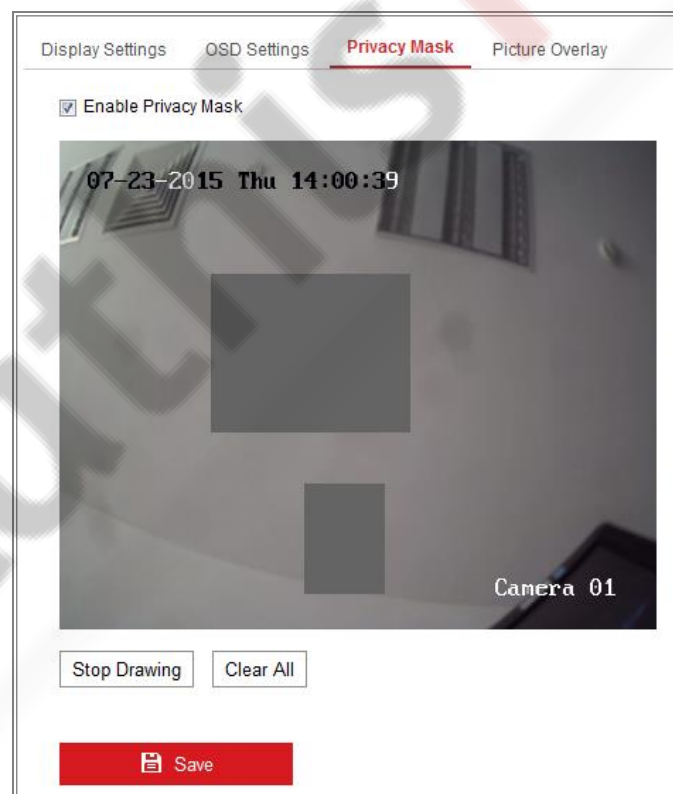 Display Settings OSD Settings Privacy Mask Picture Overlay
Enable Privacy Mask
07-23-2015 Thu 14:00:39
Camera 01
Stop Drawing Clear All
Save